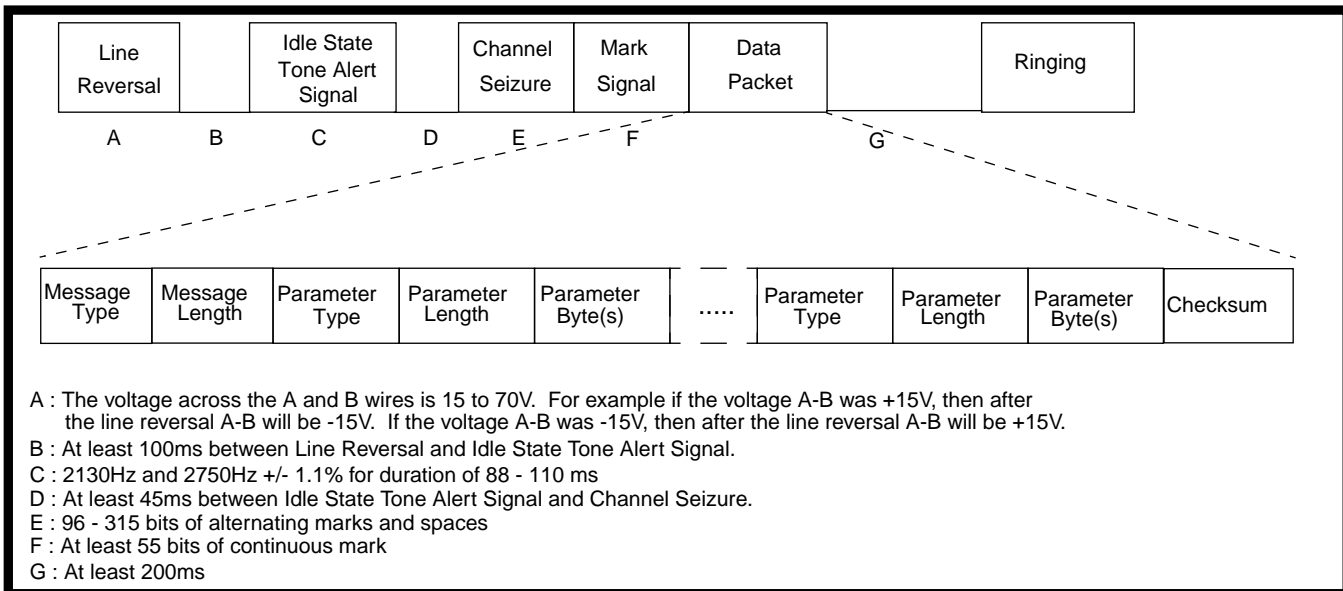 Line Reversal
Idle State Tone Alert Signal
Channel Seizure
Mark Signal
Data Packet
Ringing
A B C D E F G
Message Type
Message Length
Parameter Type
Parameter Length
Parameter Byte(s)
.....
Parameter Type
Parameter Length
Parameter Byte(s)
Checksum
A : The voltage across the A and B wires is 15 to 70V. For example if the voltage A-B was +15V, then after
the line reversal A-B will be -15V. If the voltage A-B was -15V, then after the line reversal A-B will be +15V.
B : At least 100ms between Line Reversal and Idle State Tone Alert Signal.
C : 2130Hz and 2750Hz +/- 1.1% for duration of 88 - 110 ms
D : At least 45ms between Idle State Tone Alert Signal and Channel Seizure.
E : 96 - 315 bits of alternating marks and spaces
F : At least 55 bits of continuous mark
G : At least 200ms